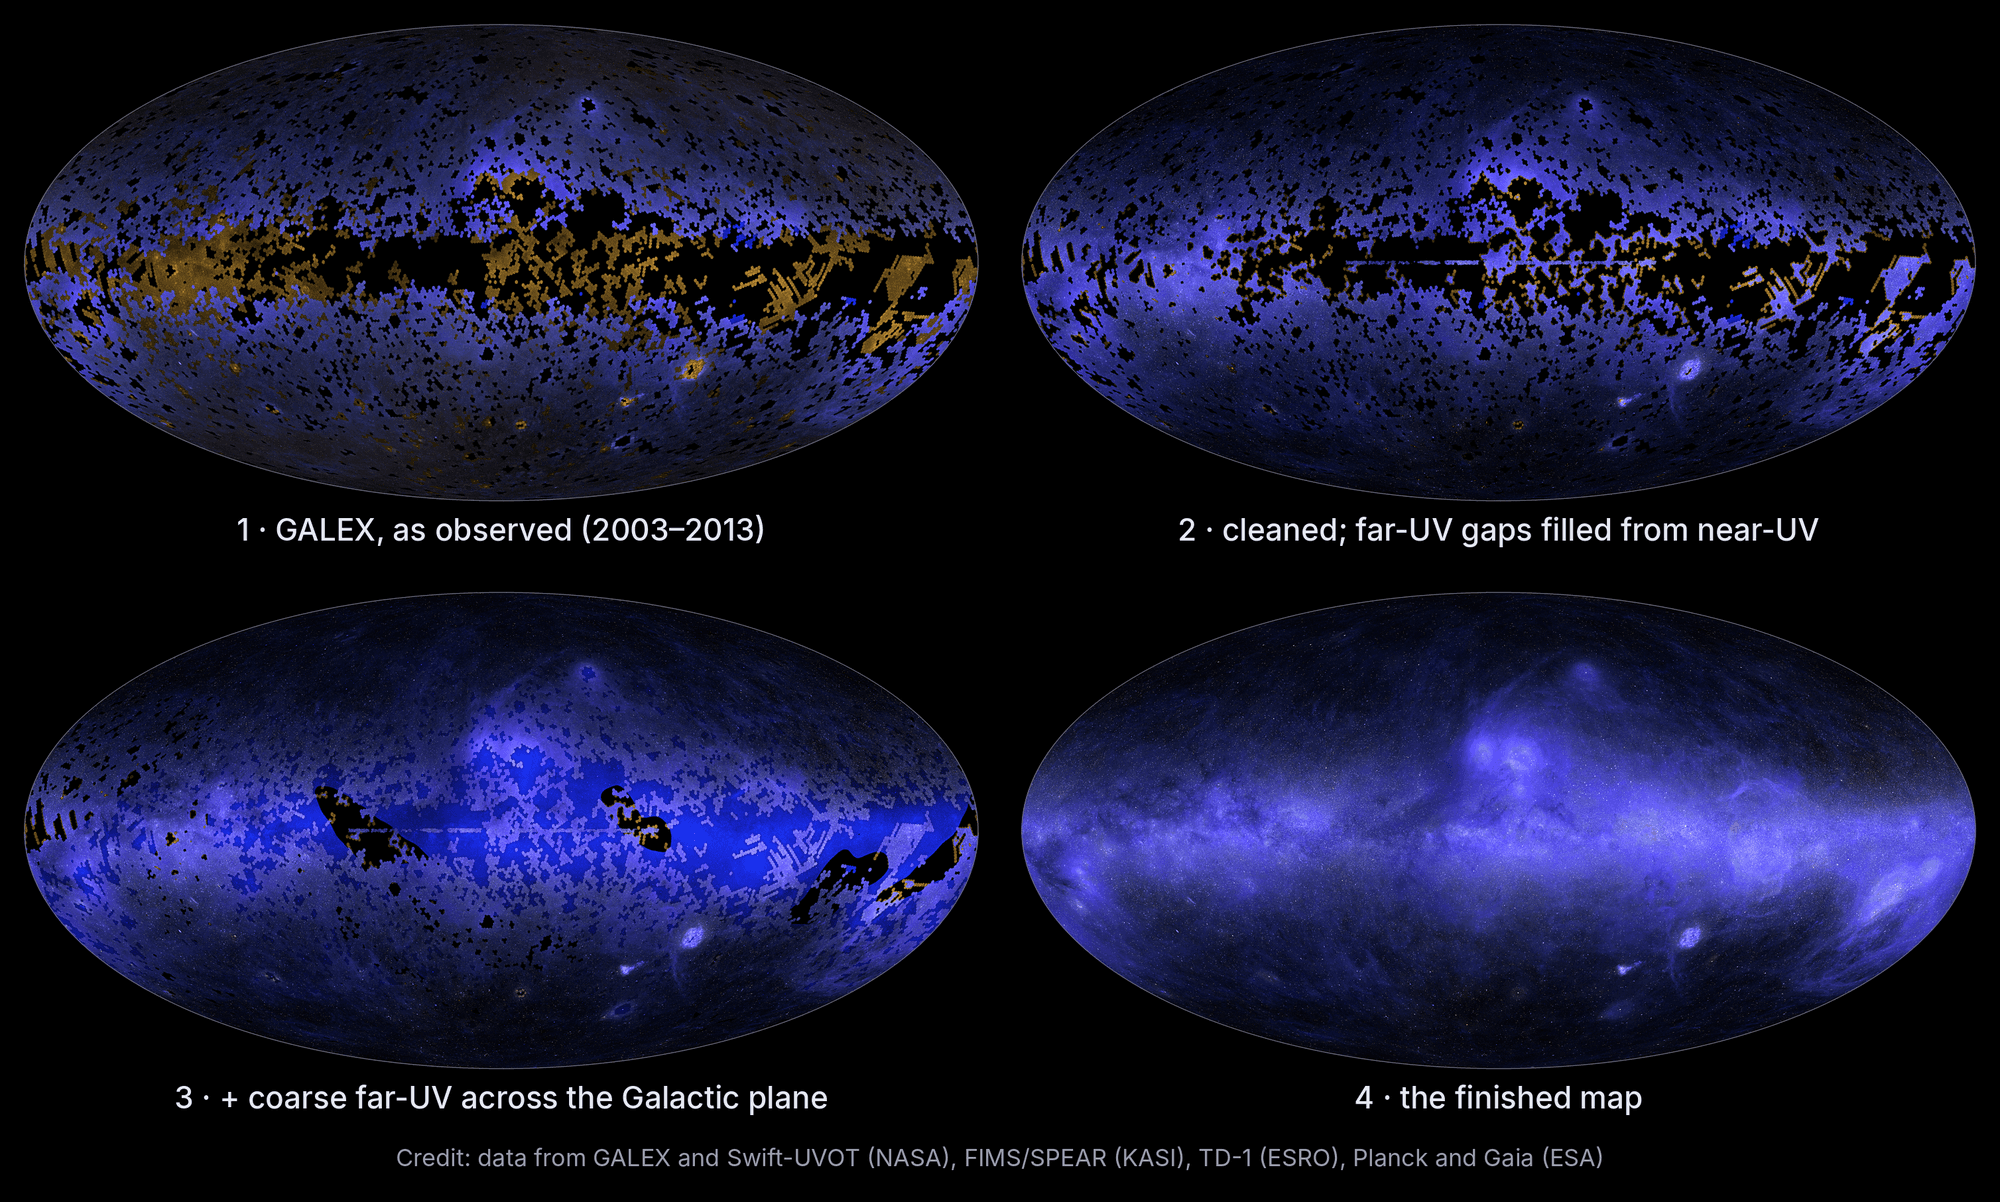 1 · GALEX, as observed (2003–2013)
2 · cleaned; far-UV gaps filled from near-UV
3 · + coarse far-UV across the Galactic plane
4 · the finished map
Credit: data from GALEX and Swift-UVOT (NASA), FIMS/SPEAR (KASI), TD-1 (ESRO), Planck and Gaia (ESA)